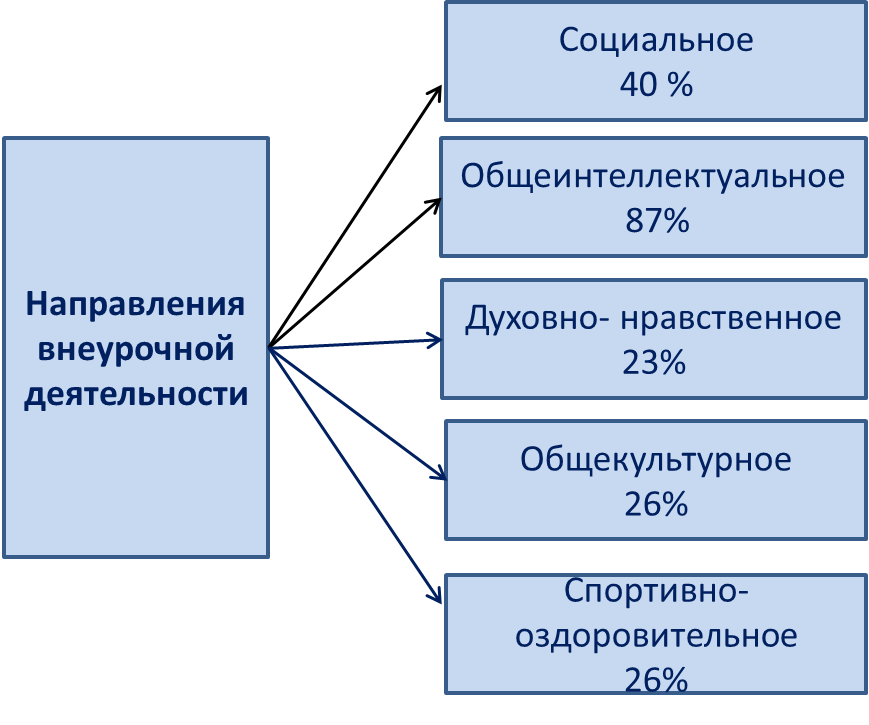 Социальное
40 %
Общеинтеллектуальное
87%
Направления
внеурочной
деятельности
Духовно- нравственное
23%
Общекультурное
26%
Спортивно-
оздоровительное
26%